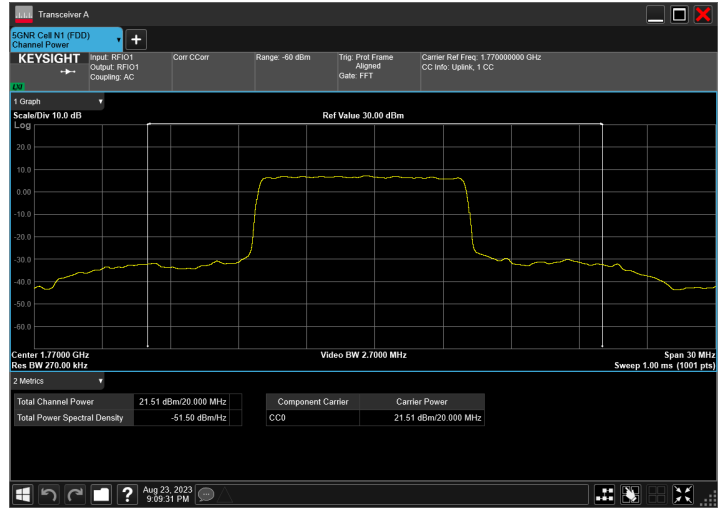 Transceiver A
5GNR Cell N1 (FDD)
Channel Power
KEYSIGHT
LXI
Input: RFIO1
Output: RFIO1
Coupling: AC
Corr CCorr
Range: -60 dBm
Trig: Prot Frame
Aligned
Gate: FFT
Carrier Ref Freq: 1.770000000 GHz
CC Info: Uplink, 1 CC
1 Graph
Scale/Div 10.0 dB
Ref Value 30.00 dBm
Log
20.0
10.0
0.00
-10.0
-20.0
-30.0
-40.0
-50.0
-60.0
Center 1.77000 GHz
Video BW 2.7000 MHz
Span 30 MHz
Res BW 270.00 kHz
Sweep 1.00 ms (1001 pts)
2 Metrics
Total Channel Power 21.51 dBm/20.000 MHz
Total Power Spectral Density -51.50 dBm/Hz
Component Carrier Carrier Power
CC0 21.51 dBm/20.000 MHz
?
Aug 23, 2023
9:09:31 PM